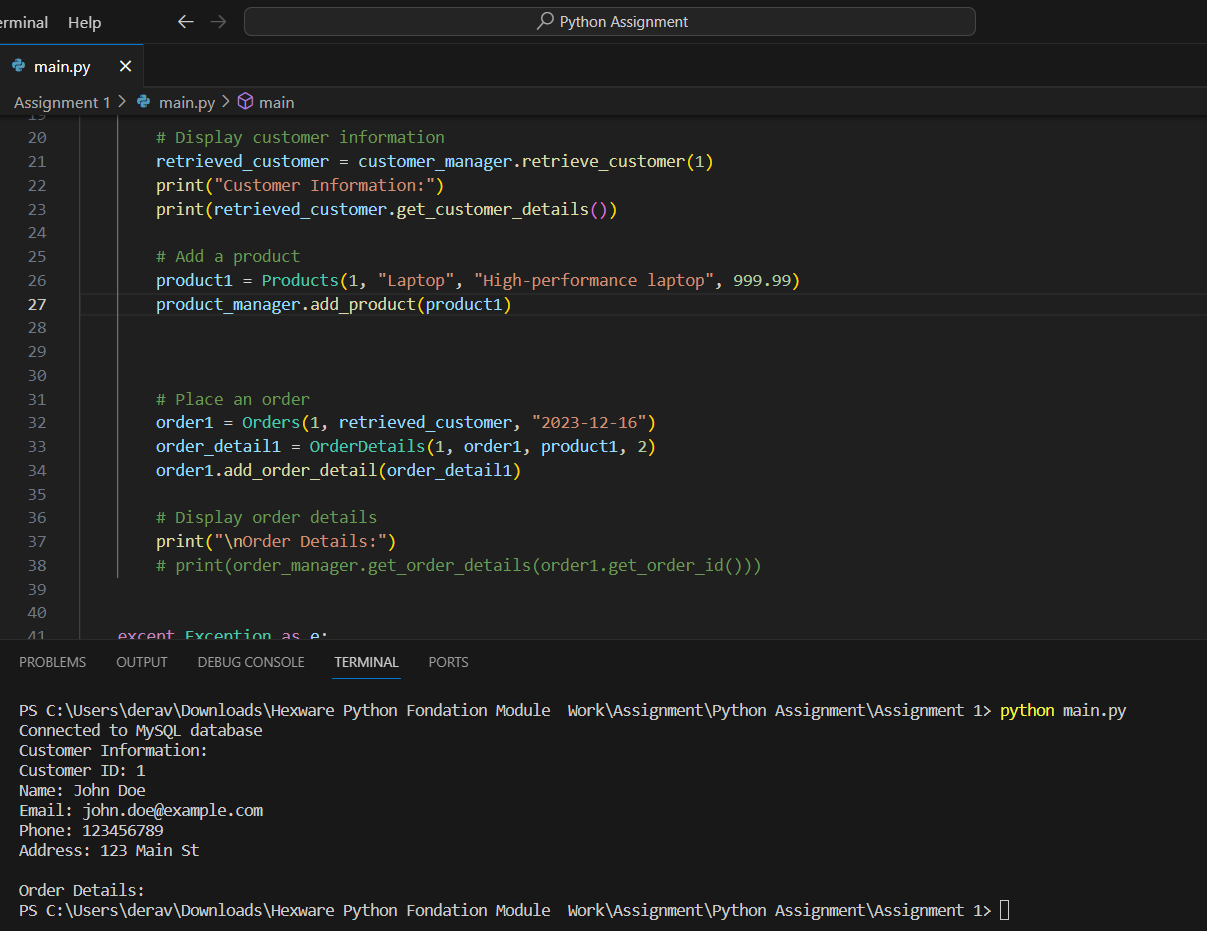 erminal Help ← → Python Assignment
main.py ×
Assignment 1 > main.py > main
19
20 # Display customer information
21 retrieved_customer = customer_manager.retrieve_customer(1)
22 print("Customer Information:")
23 print(retrieved_customer.get_customer_details())
24
25 # Add a product
26 product1 = Products(1, "Laptop", "High-performance laptop", 999.99)
27 product_manager.add_product(product1)
28
29
30
31 # Place an order
32 order1 = Orders(1, retrieved_customer, "2023-12-16")
33 order_detail1 = OrderDetails(1, order1, product1, 2)
34 order1.add_order_detail(order_detail1)
35
36 # Display order details
37 print("\nOrder Details:")
38 # print(order_manager.get_order_details(order1.get_order_id()))
39
40
41 except Exception as e:
PROBLEMS OUTPUT DEBUG CONSOLE TERMINAL PORTS
PS C:\Users\derav\Downloads\Hexware Python Fondation Module  Work\Assignment\Python Assignment\Assignment 1> python main.py
Connected to MySQL database
Customer Information:
Customer ID: 1
Name: John Doe
Email: john.doe@example.com
Phone: 123456789
Address: 123 Main St
Order Details:
PS C:\Users\derav\Downloads\Hexware Python Fondation Module  Work\Assignment\Python Assignment\Assignment 1>